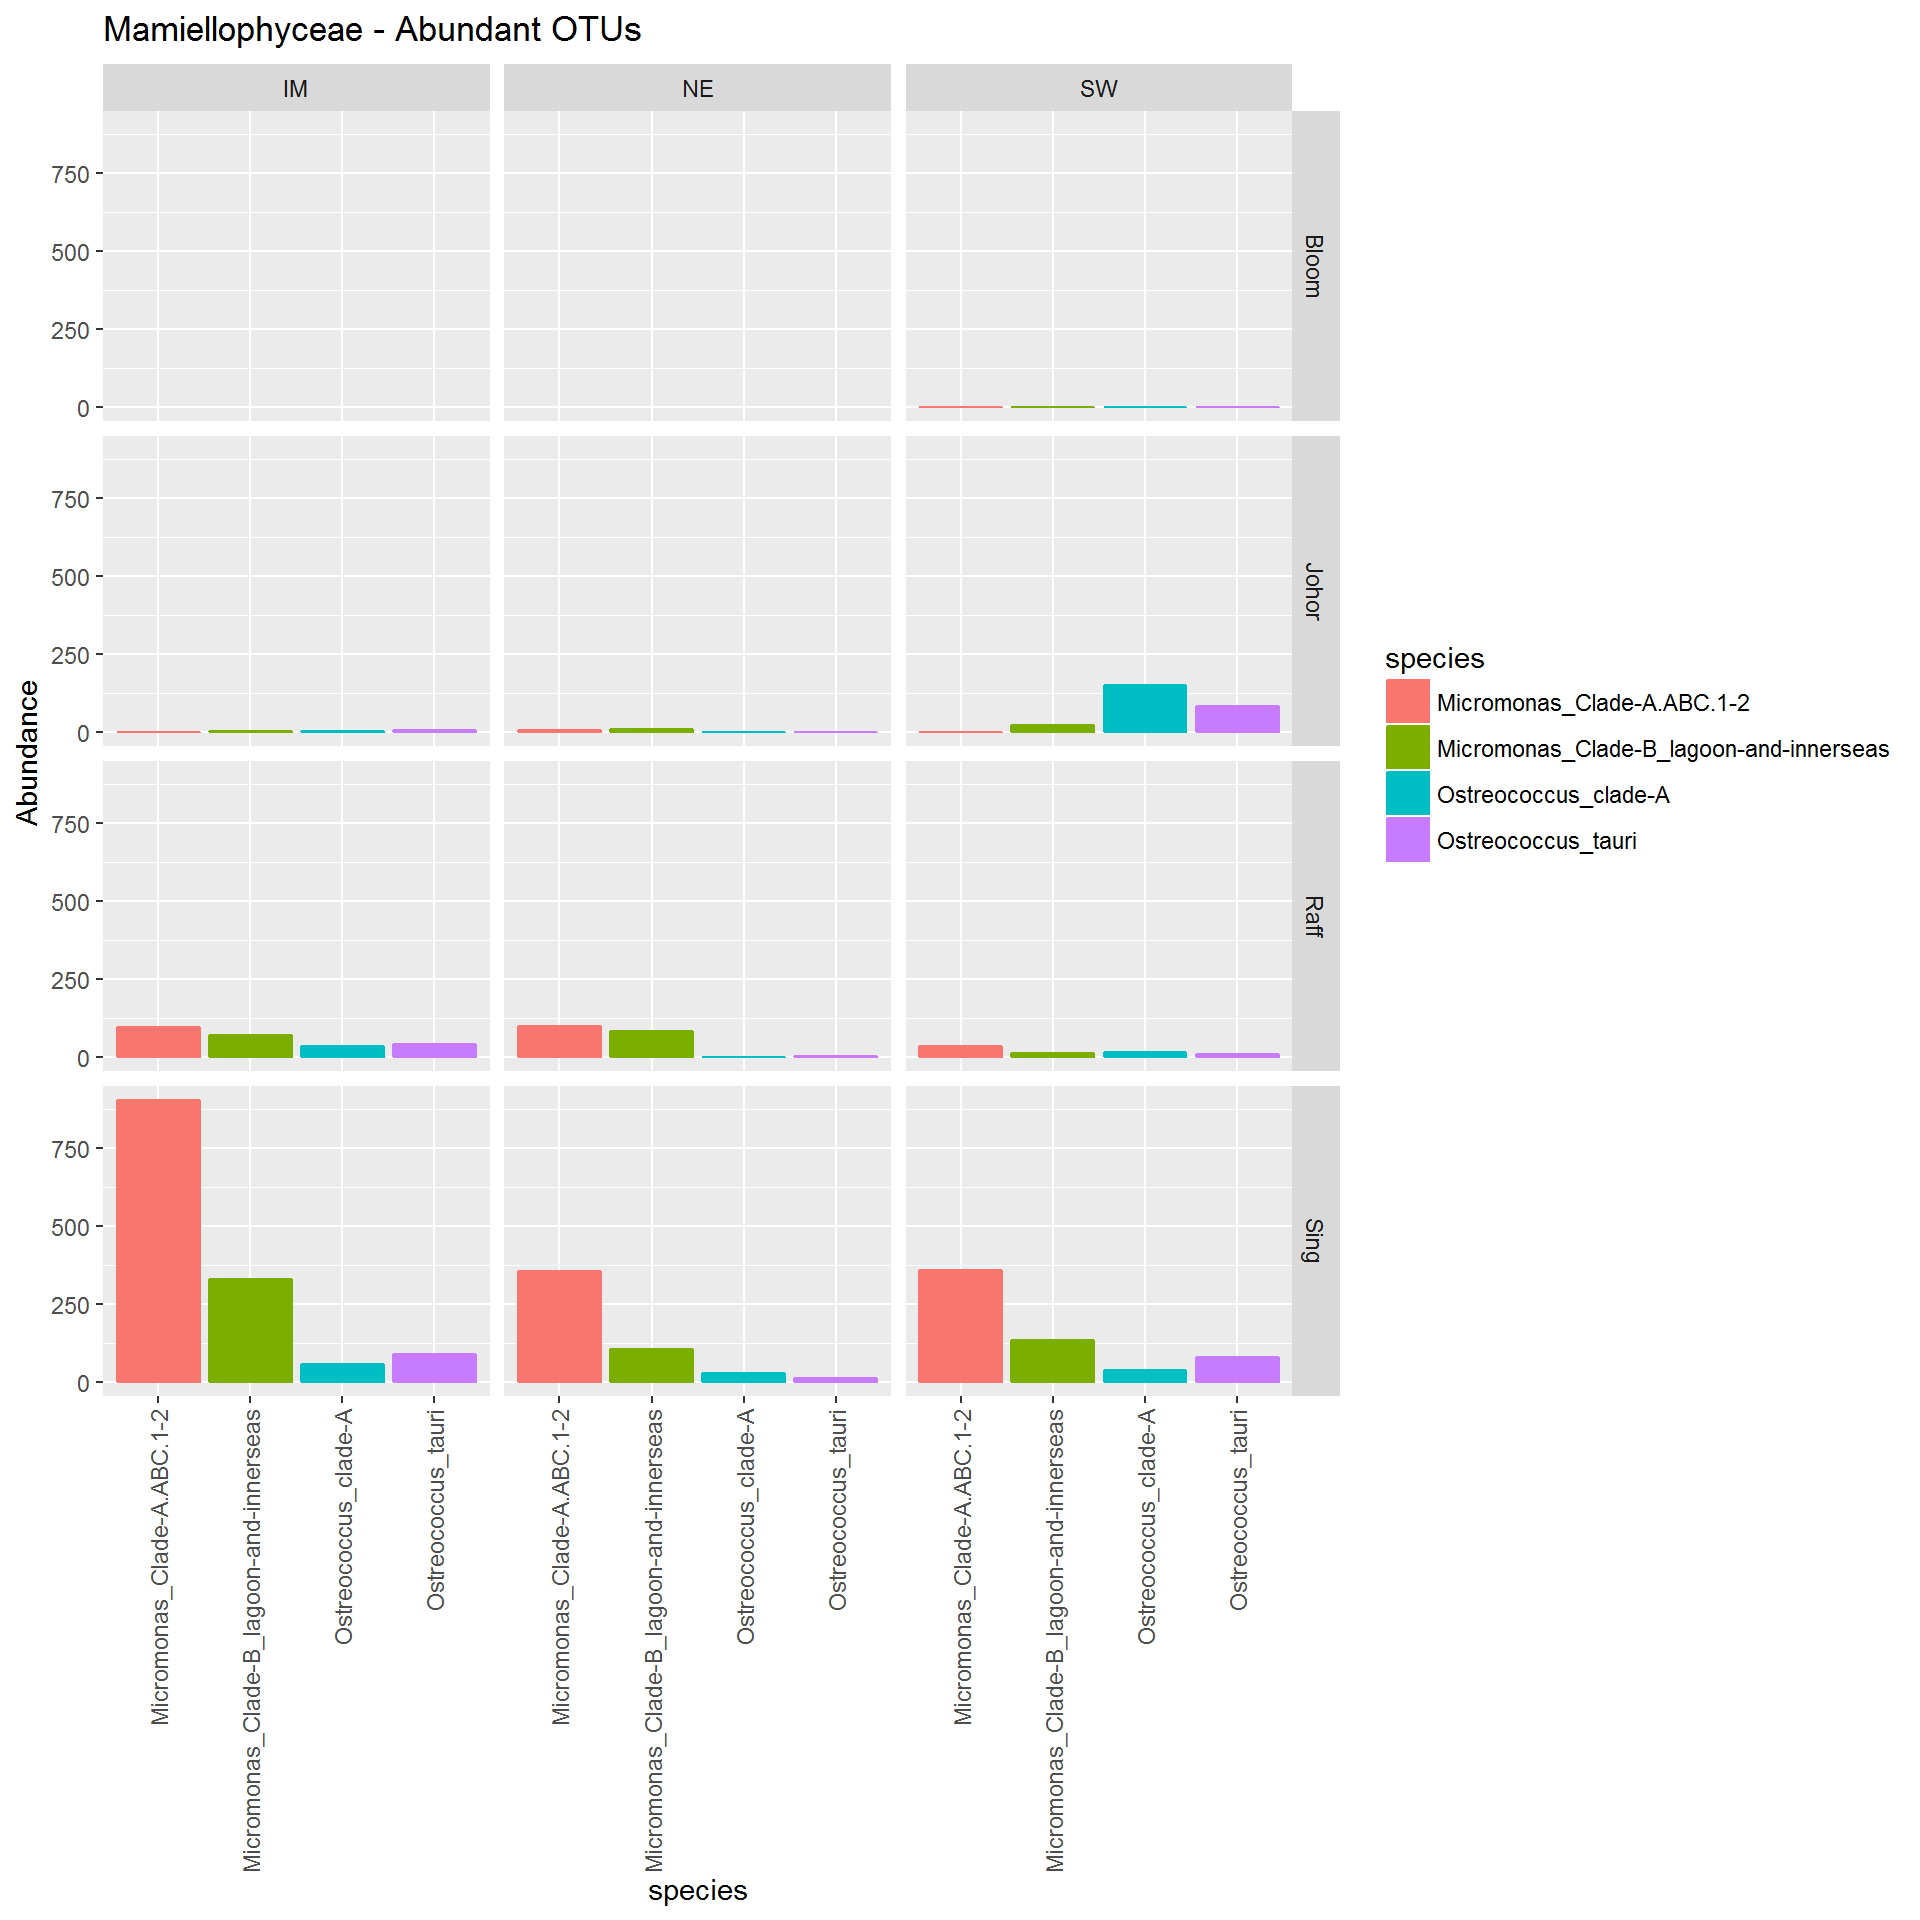 Mamiellophyceae - Abundant OTUs
IM
NE
SW
750
500
250
0
Bloom
750
500
250
0
Johor
750
500
250
0
Raff
750
500
250
0
Sing
Abundance
Micromonas_Clade-A.ABC.1-2
Micromonas_Clade-B_lagoon-and-innerseas
Ostreococcus_clade-A
Ostreococcus_tauri
Micromonas_Clade-A.ABC.1-2
Micromonas_Clade-B_lagoon-and-innerseas
Ostreococcus_clade-A
Ostreococcus_tauri
Micromonas_Clade-A.ABC.1-2
Micromonas_Clade-B_lagoon-and-innerseas
Ostreococcus_clade-A
Ostreococcus_tauri
species
species
Micromonas_Clade-A.ABC.1-2
Micromonas_Clade-B_lagoon-and-innerseas
Ostreococcus_clade-A
Ostreococcus_tauri